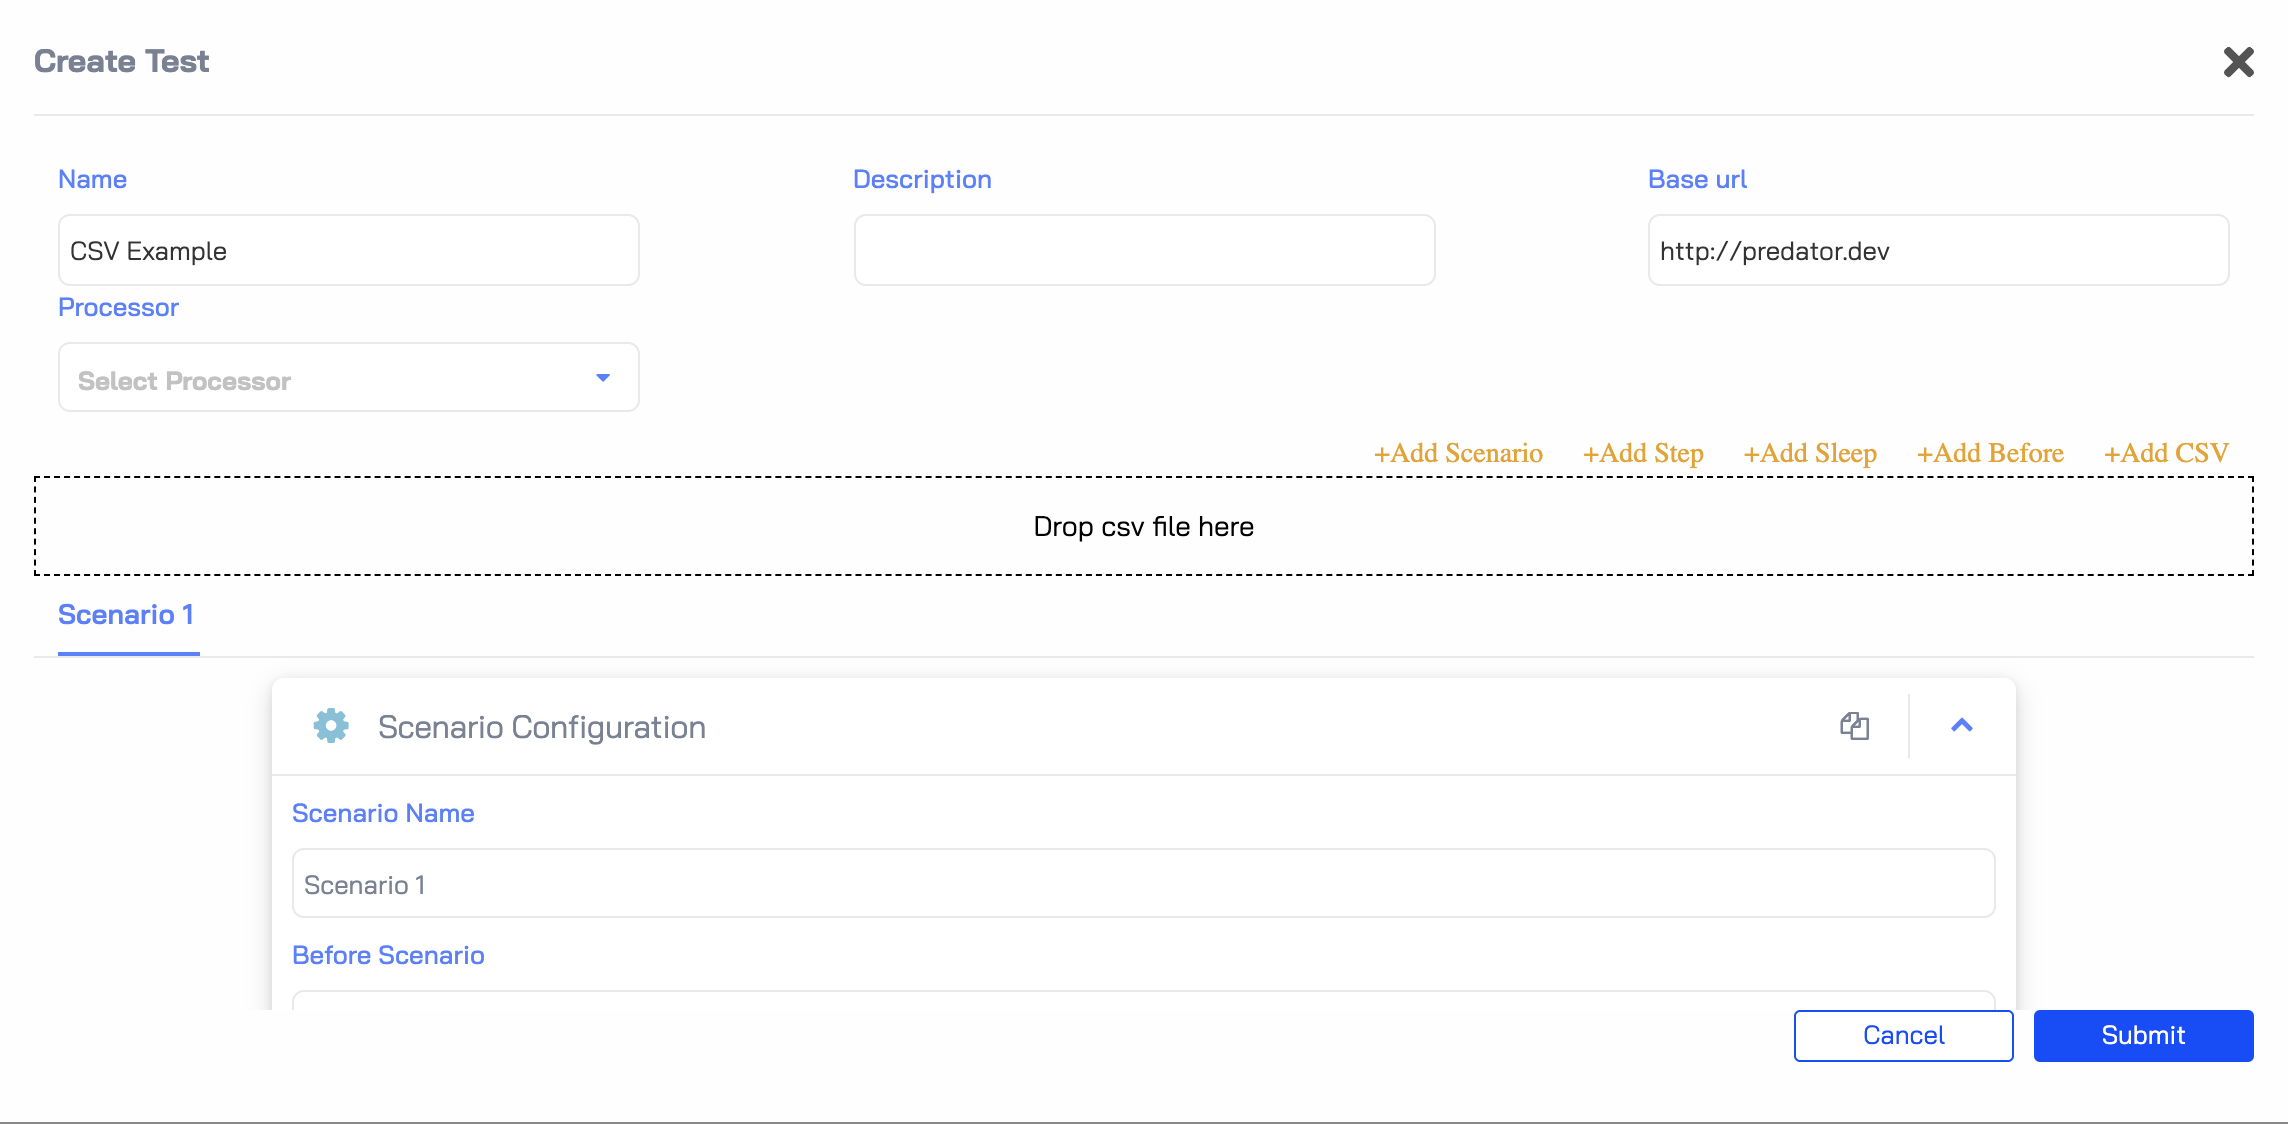 Create Test
Name
Description
Base url
CSV Example
http://predator.dev
Processor
Select Processor
+Add Scenario +Add Step +Add Sleep +Add Before +Add CSV
Drop csv file here
Scenario 1
Scenario Configuration
Scenario Name
Scenario 1
Before Scenario
Cancel
Submit